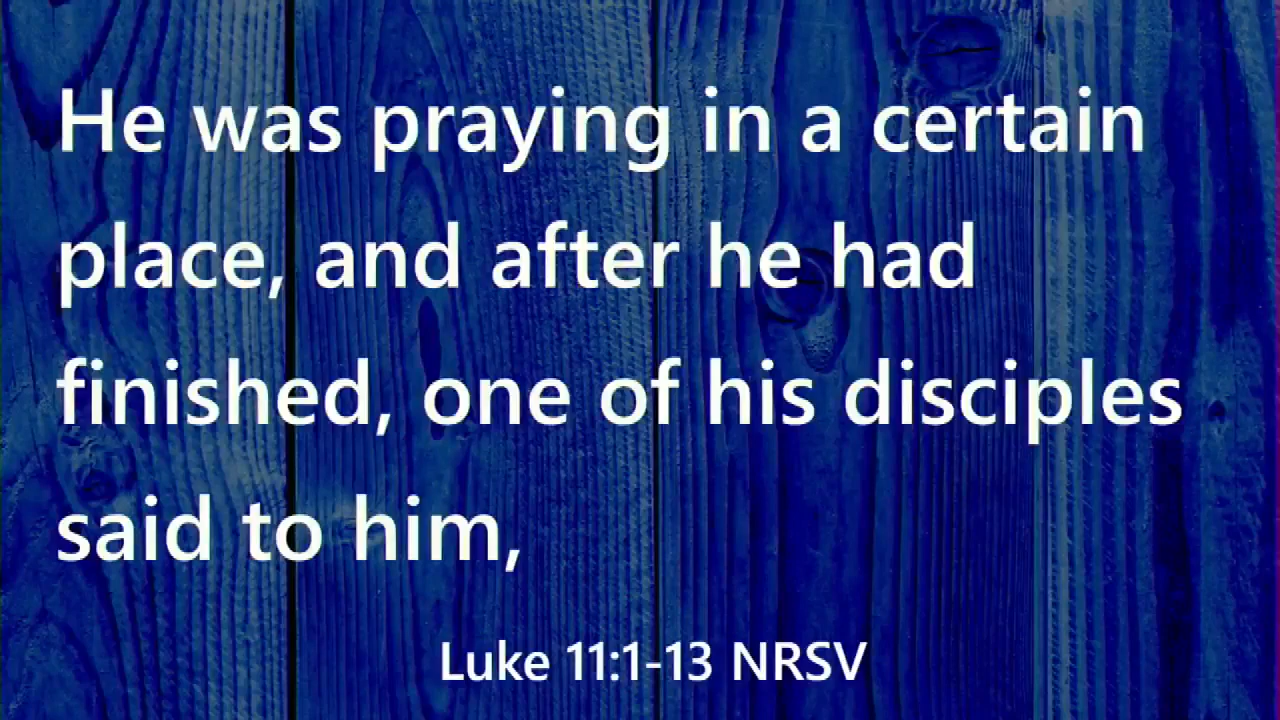 He was praying in a certain
place, and after he had
finished, one of his disciples
said to him,
Luke 11:1-13 NRSV